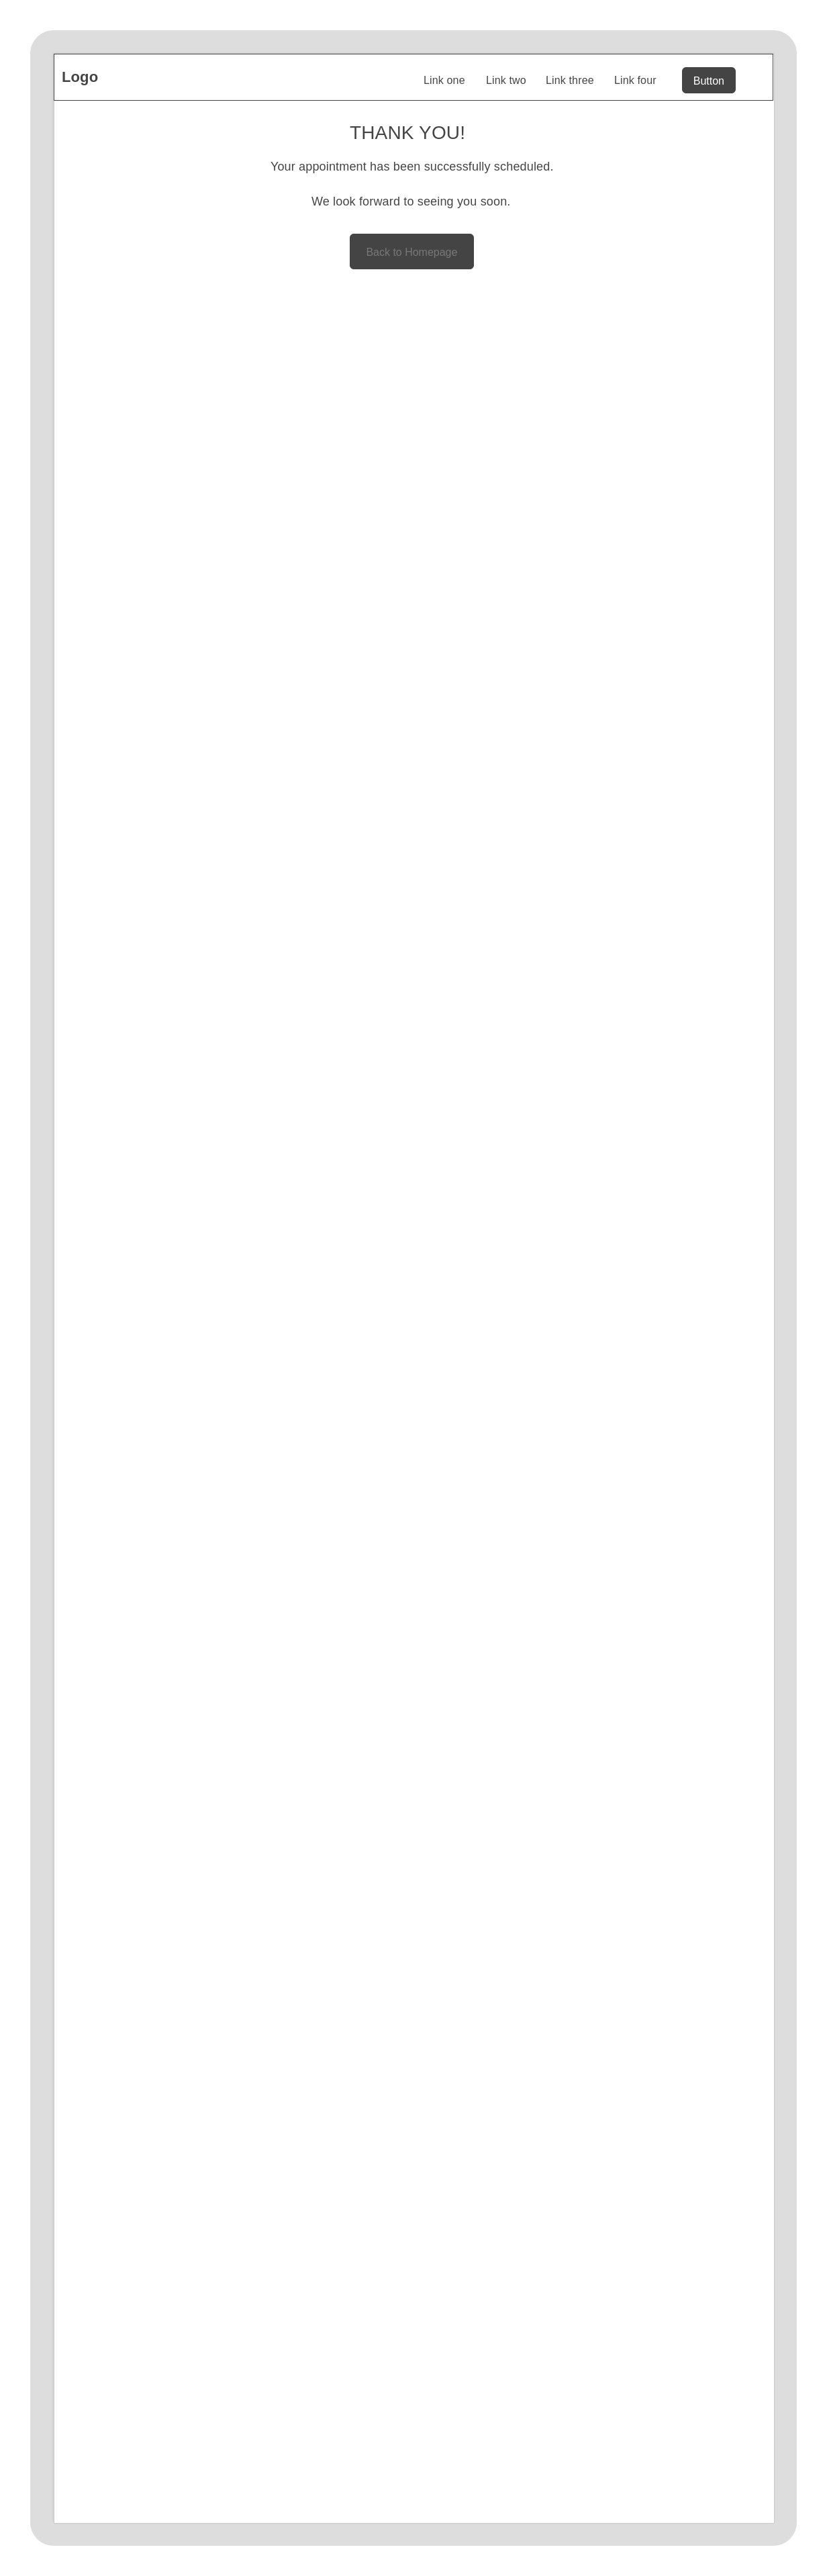 Logo
Link one Link two Link three Link four Button
THANK YOU!
Your appointment has been successfully scheduled.
We look forward to seeing you soon.
Back to Homepage